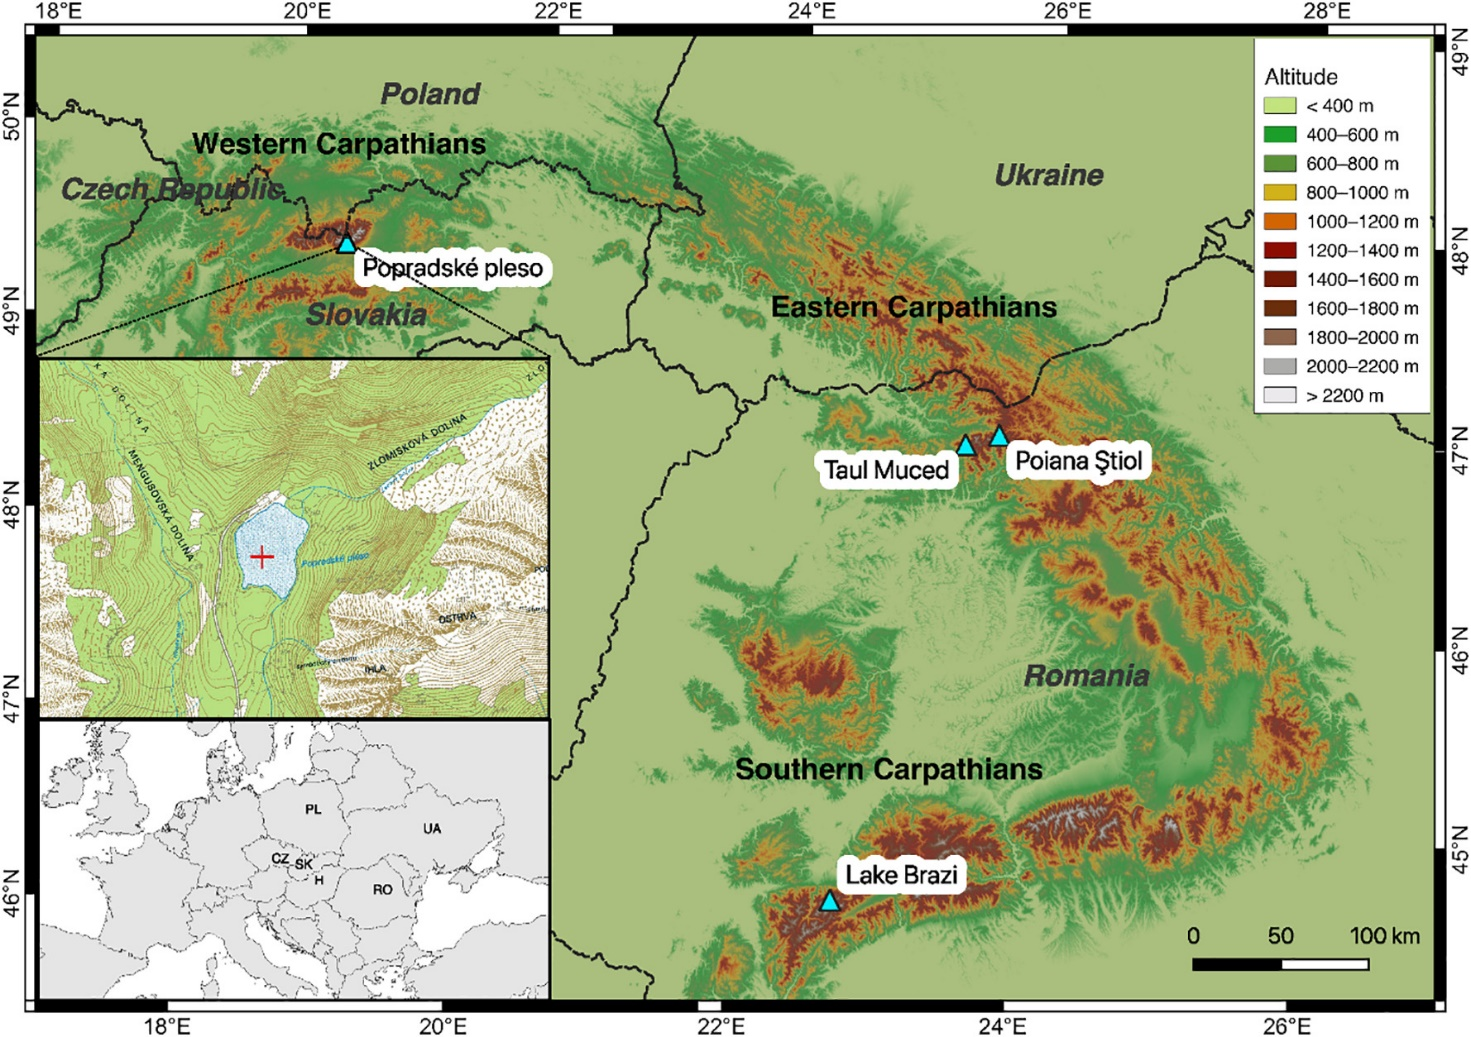 18°E 20°E 22°E 24°E 26°E 28°E
50°N
49°N
48°N
47°N
46°N
49°N
48°N
47°N
46°N
45°N
Poland
Western Carpathians
Czech Republic
Ukraine
Popradské pleso
Slovakia
Eastern Carpathians
Altitude
< 400 m
400–600 m
600–800 m
800–1000 m
1000–1200 m
1200–1400 m
1400–1600 m
1600–1800 m
1800–2000 m
2000–2200 m
> 2200 m
Taul Muced
Poiana Ştiol
KA DOLINA
ZLO
ZLOMISKOVÁ DOLINA
MENGUSOVSKÁ DOLINA
Popradské pleso
OSTRVA
IHLA
Romania
Southern Carpathians
Lake Brazi
PL
UA
CZ
SK
H
RO
0 50 100 km
18°E 20°E 22°E 24°E 26°E